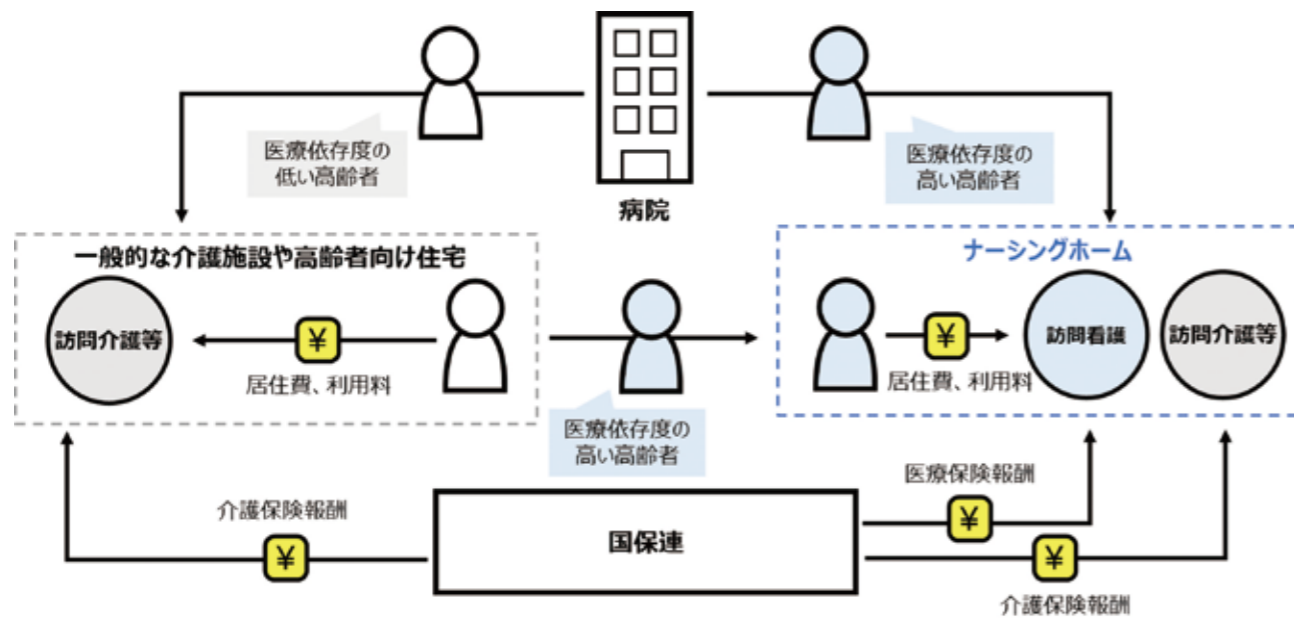 医療依存度の
低い高齢者
病院
医療依存度の
高い高齢者
一般的な介護施設や高齢者向け住宅
訪問介護等
¥
居住費、利用料
医療依存度の
高い高齢者
ナーシングホーム
¥
居住費、利用料
訪問看護
訪問介護等
介護保険報酬
¥
国保連
医療保険報酬
¥
¥
介護保険報酬